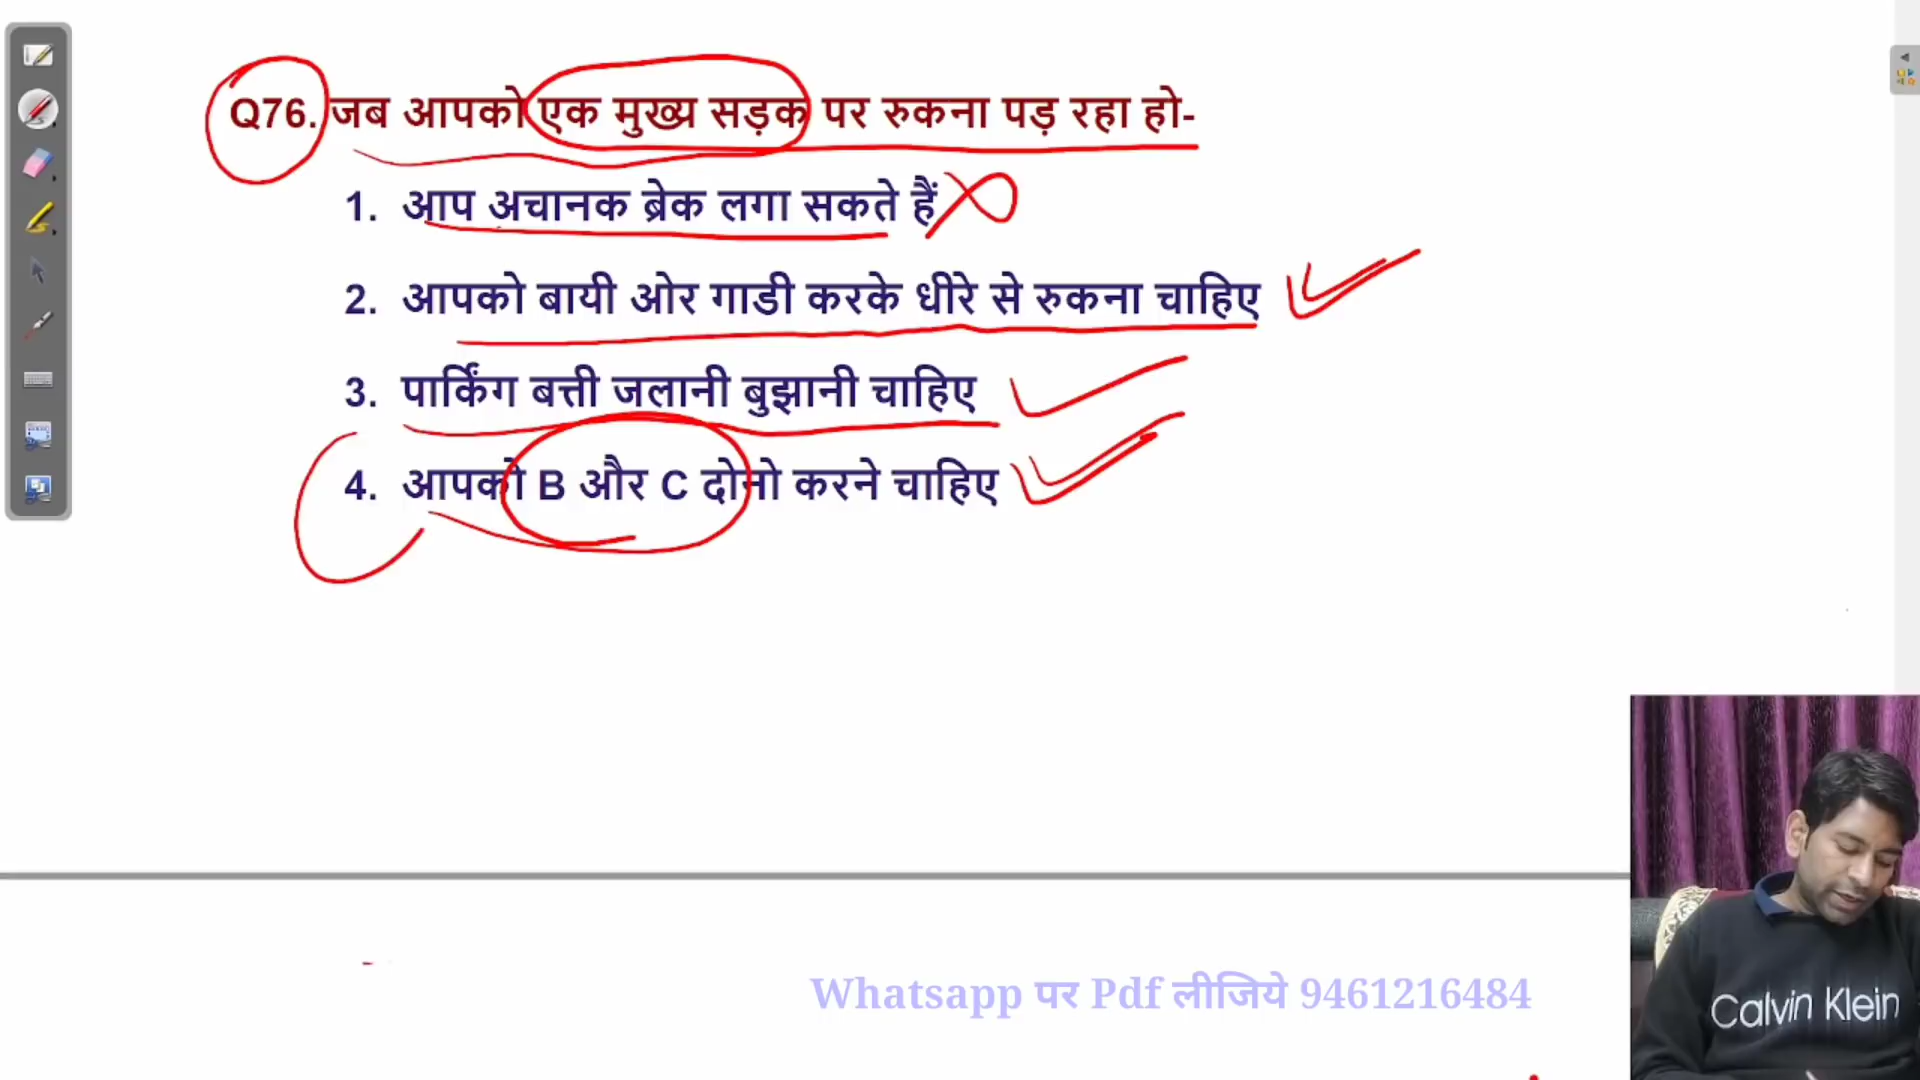 Q76. जब आपको एक मुख्य सड़क पर रुकना पड़ रहा हो-
1. आप अचानक ब्रेक लगा सकते हैं
2. आपको बायी ओर गाडी करके धीरे से रुकना चाहिए
3. पार्किंग बत्ती जलानी बुझानी चाहिए
4. आपको B और C दोनो करने चाहिए
Whatsapp पर Pdf लीजिये 9461216484
Calvin Klein